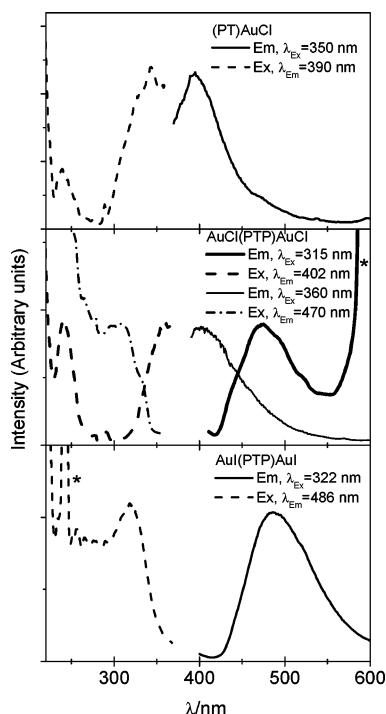 (PT)AuCl
Em, λEx=350 nm
Ex, λEm=390 nm
AuCl(PTP)AuCl
Em, λEx=315 nm
*
Ex, λEm=402 nm
Em, λEx=360 nm
Ex, λEm=470 nm
Intensity (Arbitrary units)
AuI(PTP)AuI
*
Em, λEx=322 nm
Ex, λEm=486 nm
300 400 500 600
λ/nm